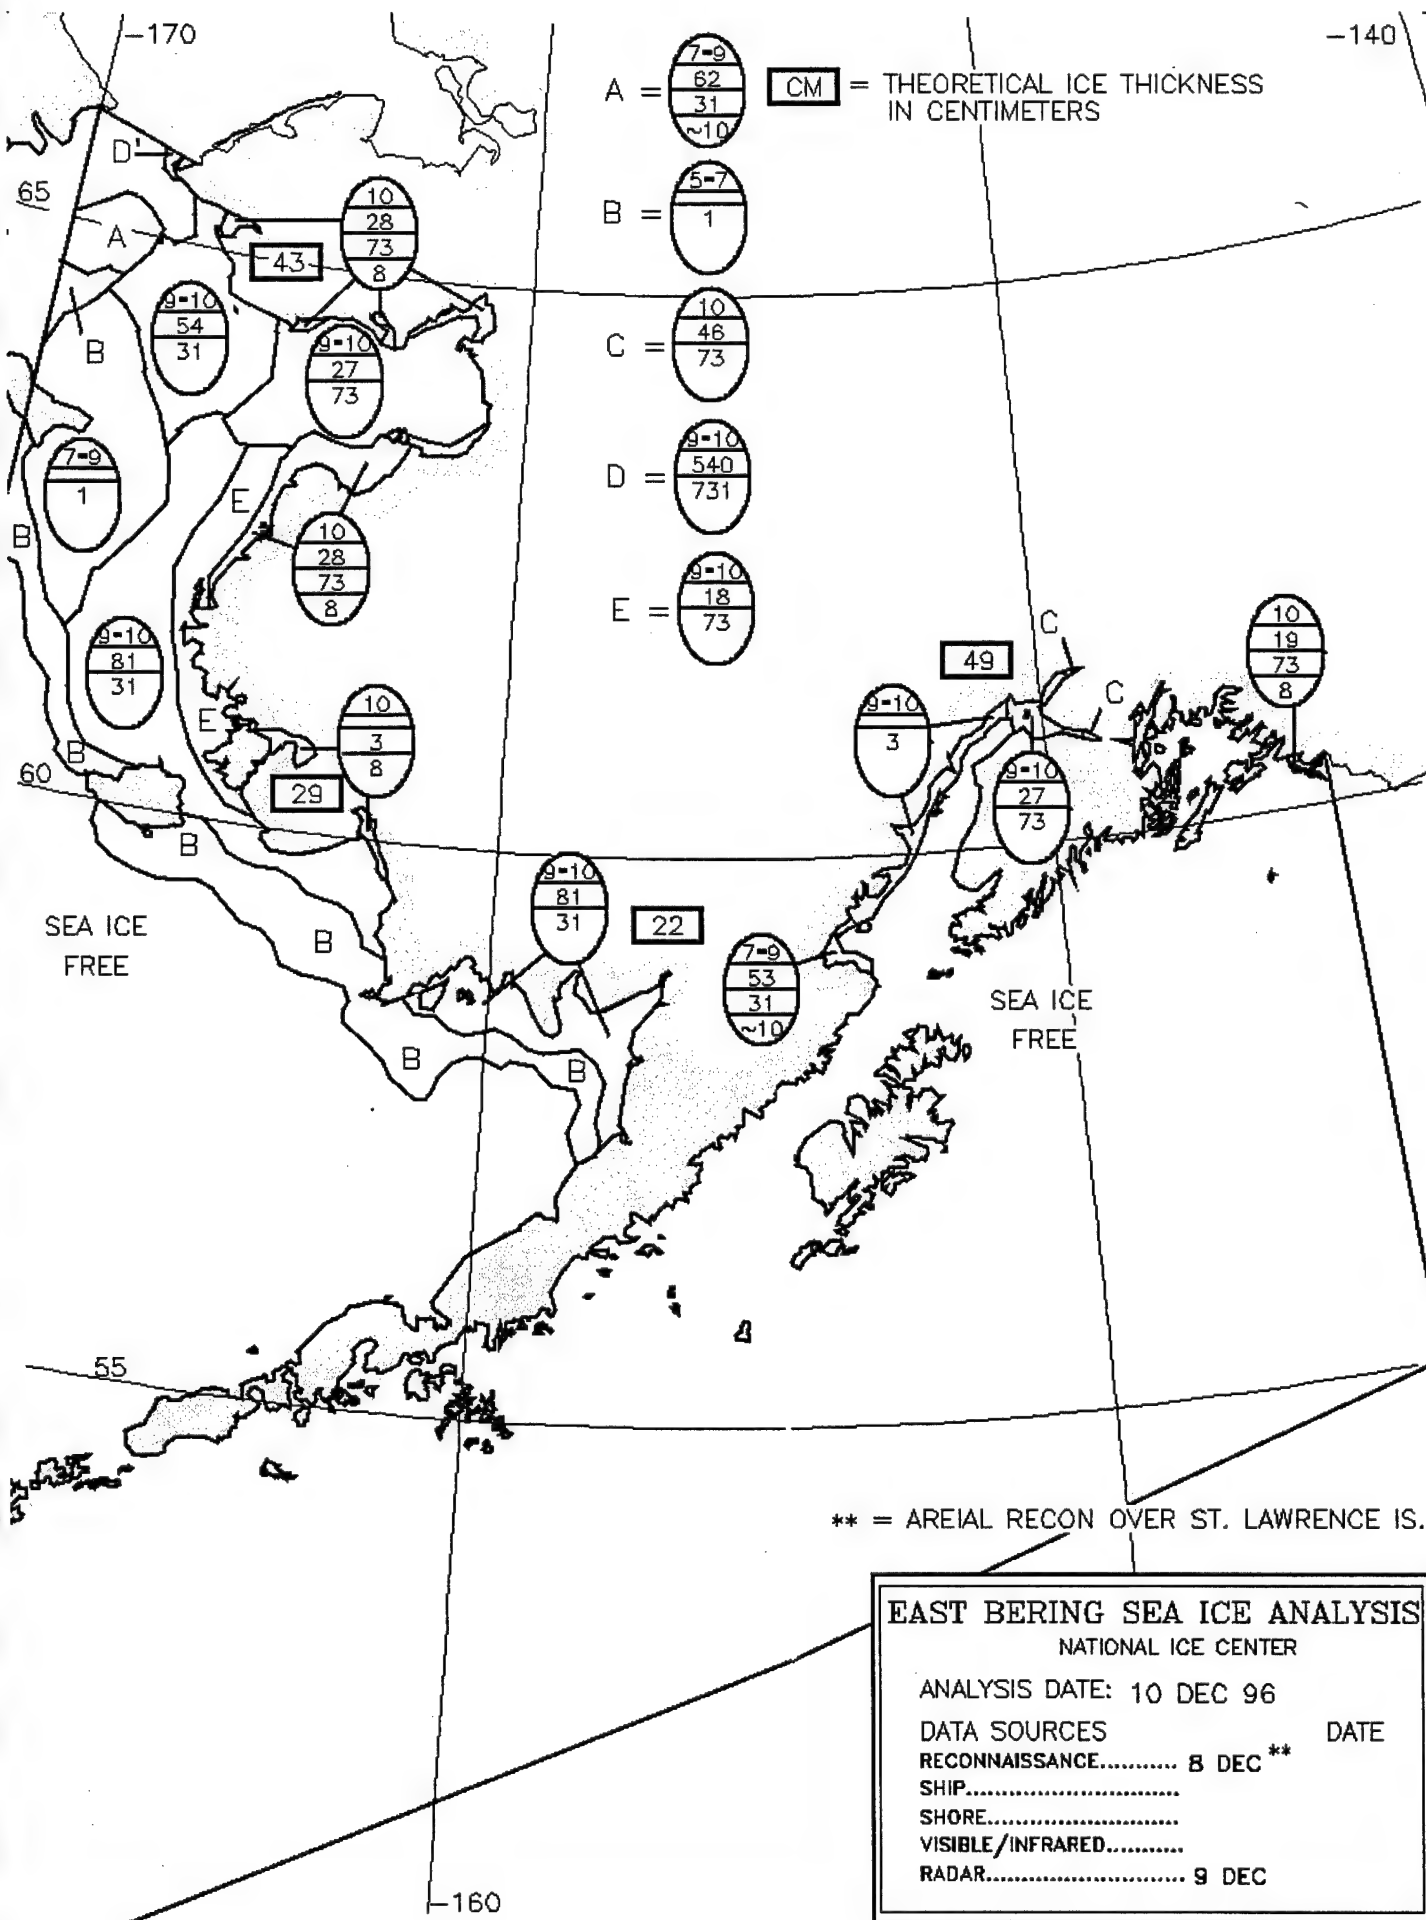 -170
-140
A =
7-9
62
31
~10
CM = THEORETICAL ICE THICKNESS
IN CENTIMETERS
D'
65
B =
5-7
1
10
28
73
8
A
43
9-10
54
31
B
C =
10
46
73
9-10
27
73
7-9
1
D =
9-10
540
731
E
B
10
28
73
8
E =
9-10
18
73
C
10
19
73
8
9-10
81
31
49
C
E
10
3
8
9-10
3
B
60
29
9-10
27
73
B
9-10
81
31
22
SEA ICE
FREE
B
7-9
53
31
~10
SEA ICE
FREE
B
B
55
** = AREIAL RECON OVER ST. LAWRENCE IS.
EAST BERING SEA ICE ANALYSIS
NATIONAL ICE CENTER
ANALYSIS DATE: 10 DEC 96
DATA SOURCES DATE
RECONNAISSANCE........... 8 DEC **
SHIP.............................
SHORE..........................
VISIBLE/INFRARED...........
RADAR........................... 9 DEC
-160